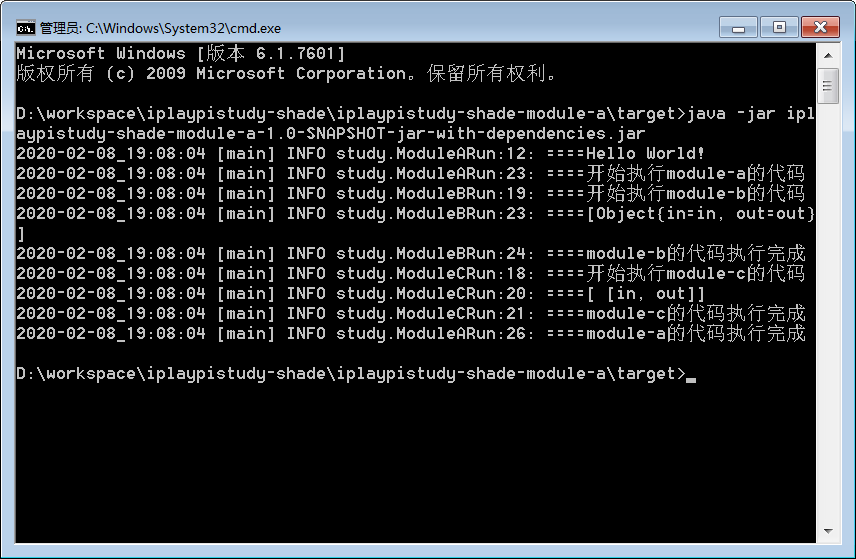 管理员: C:\Windows\System32\cmd.exe
Microsoft Windows [版本 6.1.7601]
版权所有 (c) 2009 Microsoft Corporation。保留所有权利。
D:\workspace\iplaypistudy-shade\iplaypistudy-shade-module-a\target>java -jar ipl
aypistudy-shade-module-a-1.0-SNAPSHOT-jar-with-dependencies.jar
2020-02-08_19:08:04 [main] INFO study.ModuleARun:12: ====Hello World!
2020-02-08_19:08:04 [main] INFO study.ModuleARun:23: ====开始执行module-a的代码
2020-02-08_19:08:04 [main] INFO study.ModuleBRun:19: ====开始执行module-b的代码
2020-02-08_19:08:04 [main] INFO study.ModuleBRun:23: ====[Object{in=in, out=out}
]
2020-02-08_19:08:04 [main] INFO study.ModuleBRun:24: ====module-b的代码执行完成
2020-02-08_19:08:04 [main] INFO study.ModuleCRun:18: ====开始执行module-c的代码
2020-02-08_19:08:04 [main] INFO study.ModuleCRun:20: ====[ [in, out]]
2020-02-08_19:08:04 [main] INFO study.ModuleCRun:21: ====module-c的代码执行完成
2020-02-08_19:08:04 [main] INFO study.ModuleARun:26: ====module-a的代码执行完成
D:\workspace\iplaypistudy-shade\iplaypistudy-shade-module-a\target>_